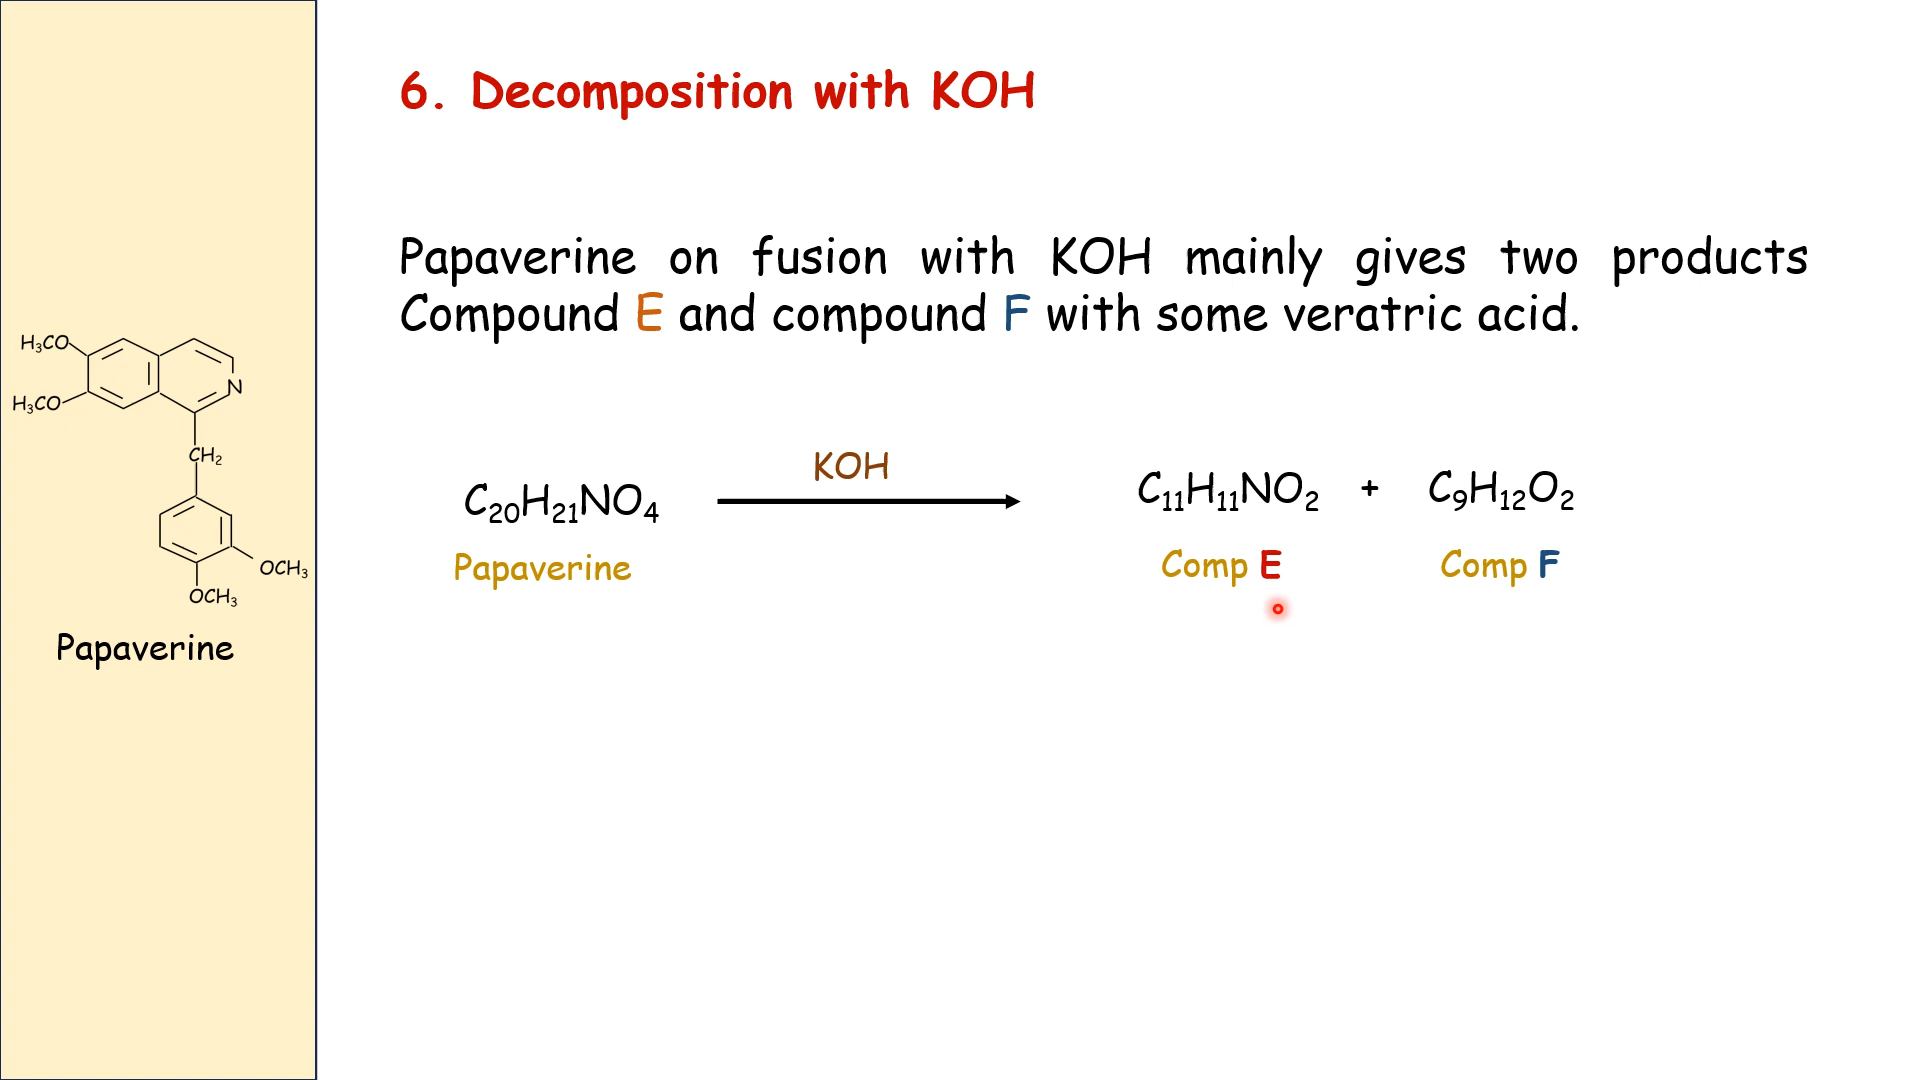 6. Decomposition with KOH
Papaverine on fusion with KOH mainly gives two products
Compound E and compound F with some veratric acid.
H₃CO
N
H₃CO
CH₂
OCH₃
OCH₃
Papaverine
KOH
C₂₀H₂₁NO₄
C₁₁H₁₁NO₂ + C₉H₁₂O₂
Papaverine
Comp E
Comp F